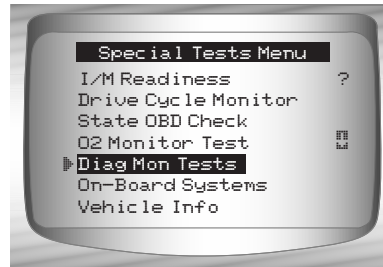 Special Tests Menu
I/M Readiness ?
Drive Cycle Monitor
State OBD Check
O2 Monitor Test
Diag Mon Tests
On-Board Systems
Vehicle Info